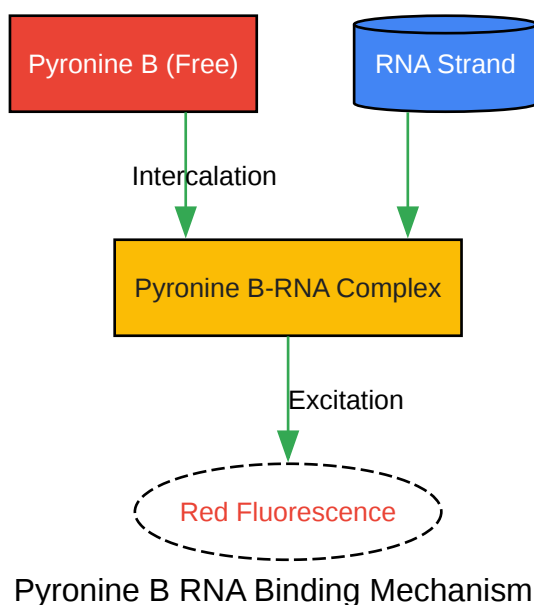 Pyronine B (Free)
RNA Strand
Intercalation
Pyronine B-RNA Complex
Excitation
Red Fluorescence
Pyronine B RNA Binding Mechanism